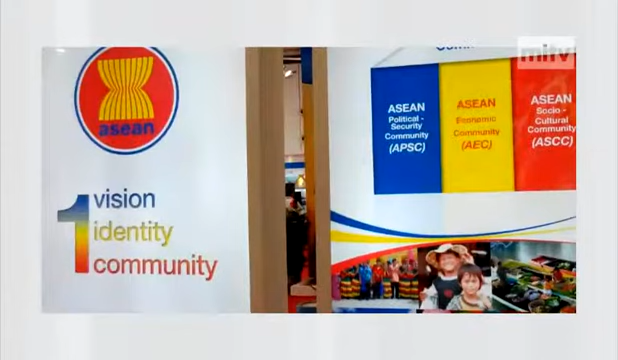 mitv
asean
1 vision
identity
community
ASEAN
Political -
Security
Community
(APSC)
ASEAN
Economic
Community
(AEC)
ASEAN
Socio -
Cultural
Community
(ASCC)